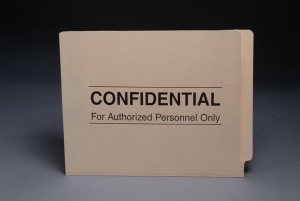 CONFIDENTIAL
For Authorized Personnel Only